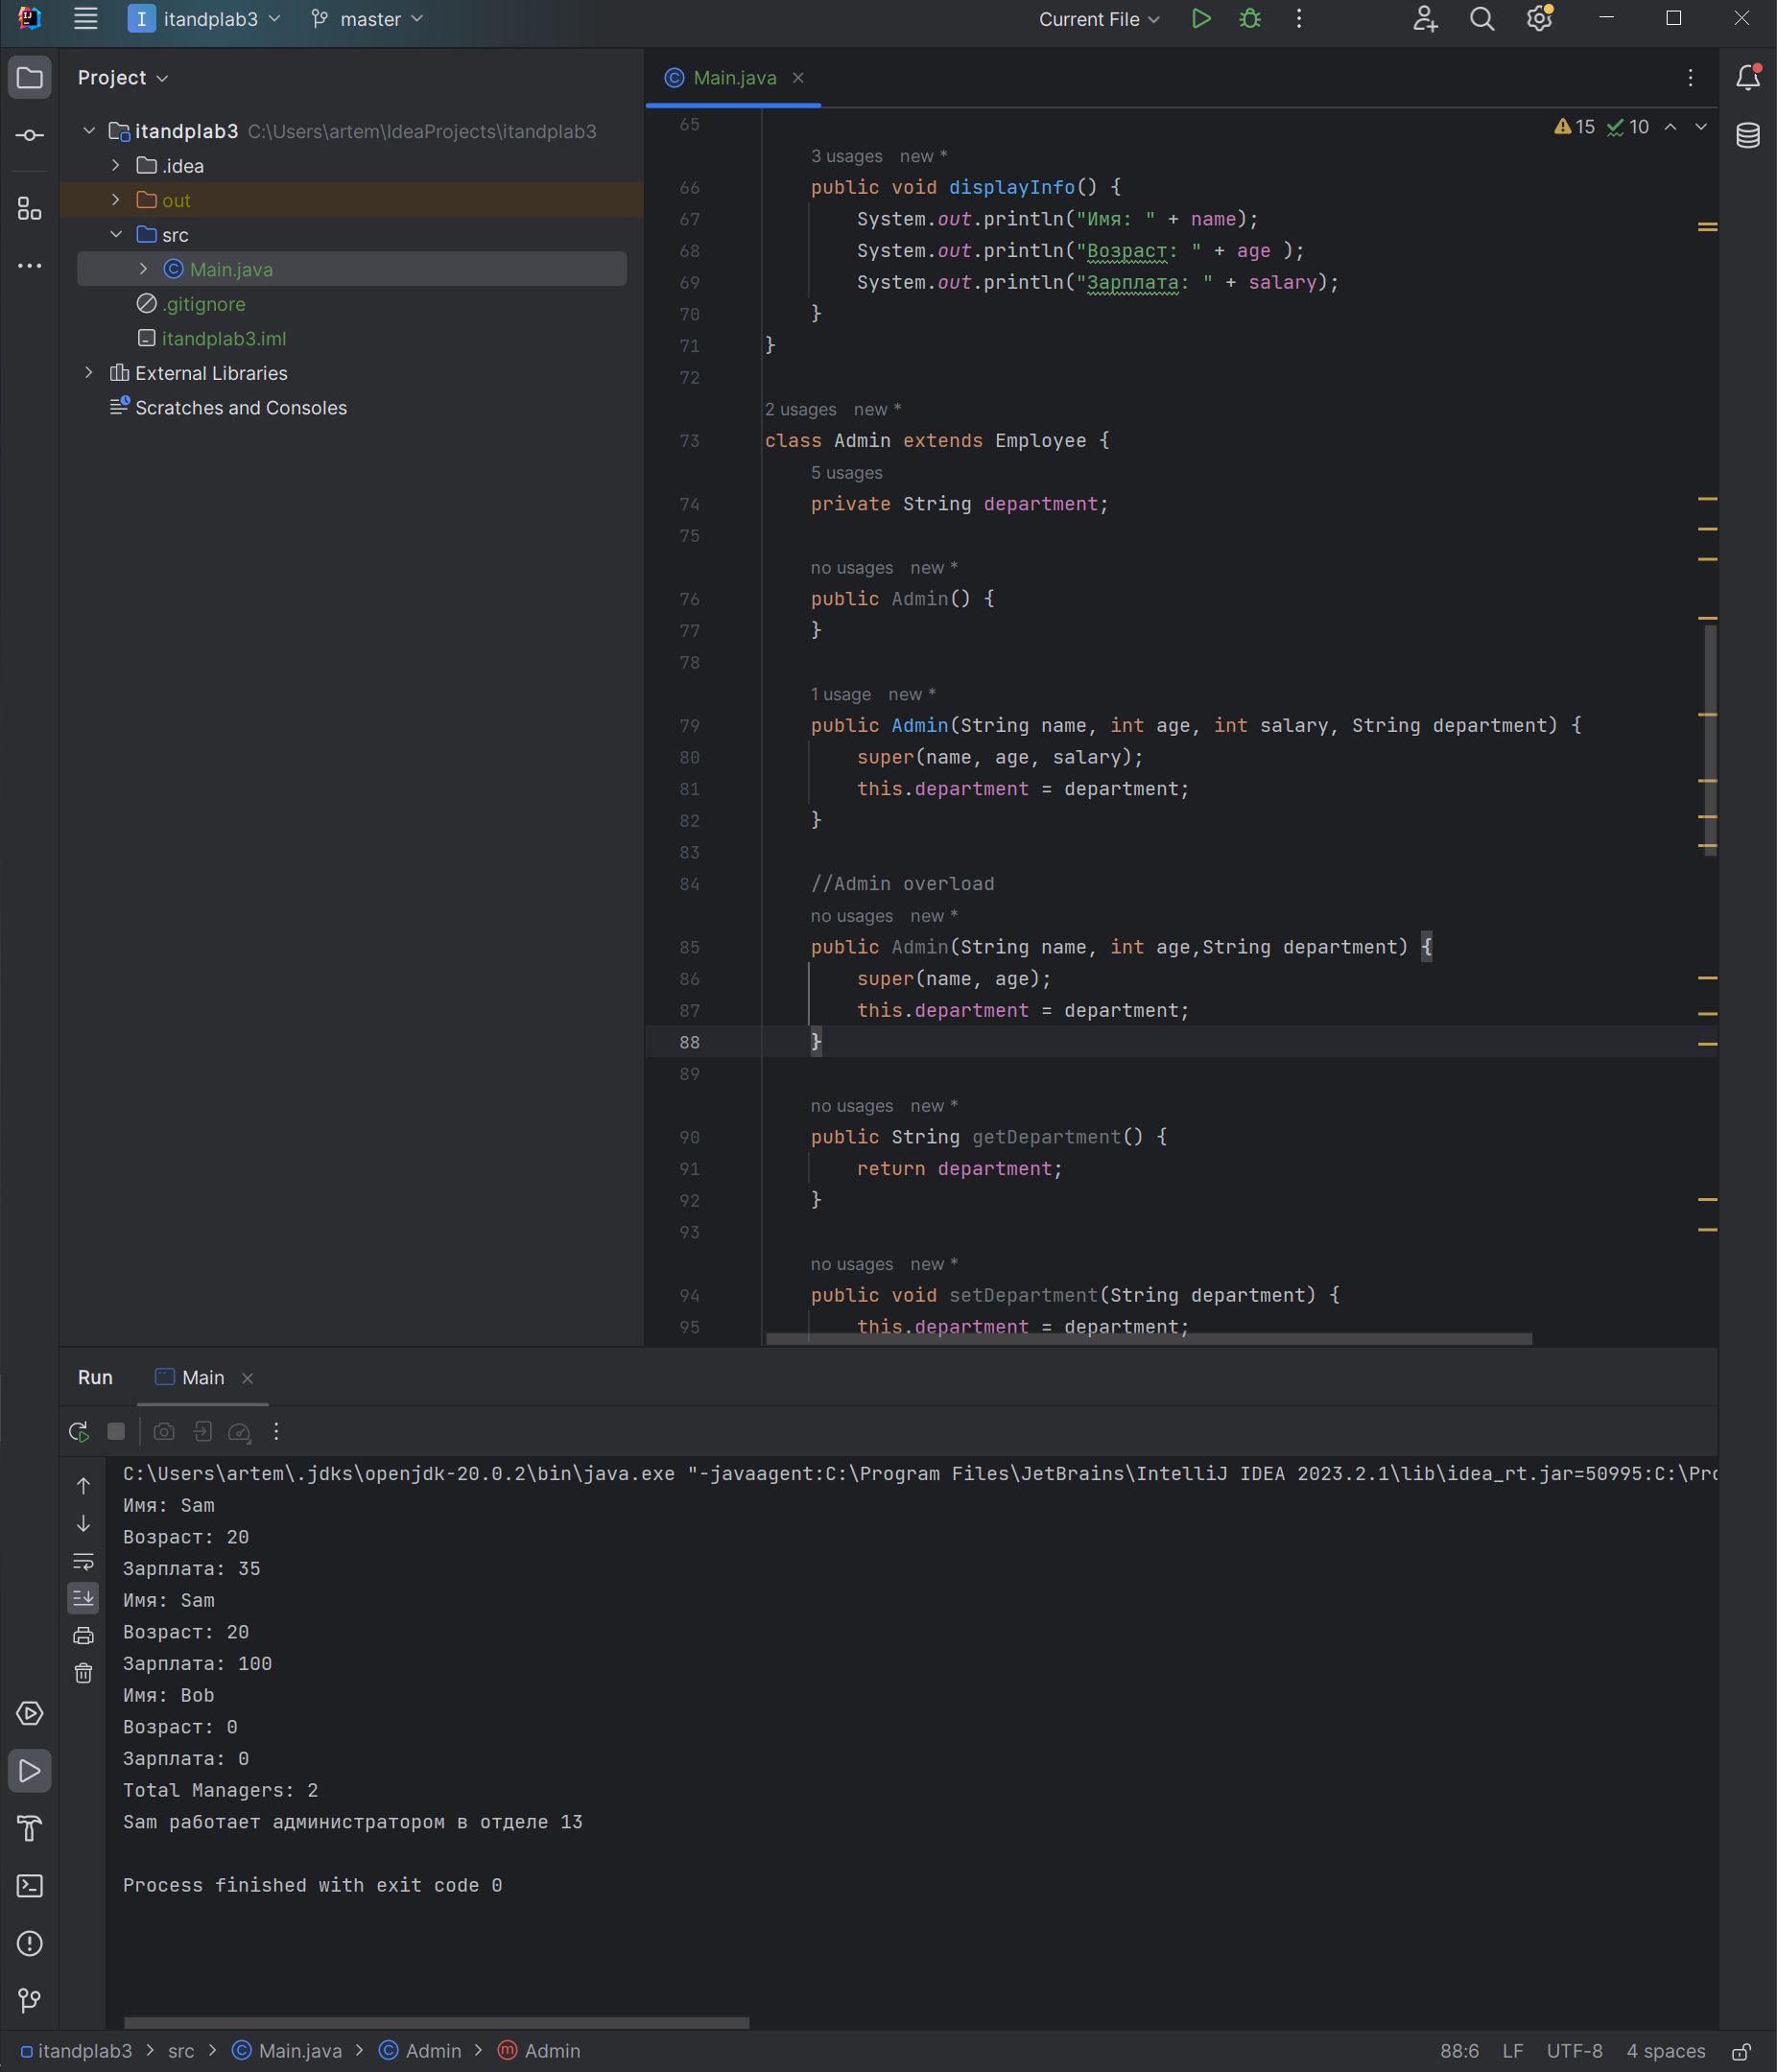 itandplab3 master Current File
Project
Main.java
itandplab3 C:\Users\artem\IdeaProjects\itandplab3
.idea
out
src
Main.java
.gitignore
itandplab3.iml
External Libraries
Scratches and Consoles
15 10
65
3 usages new *
66 public void displayInfo() {
67 System.out.println("Имя: " + name);
68 System.out.println("Возраст: " + age );
69 System.out.println("Зарплата: " + salary);
70 }
71 }
72
2 usages new *
73 class Admin extends Employee {
5 usages
74 private String department;
75
no usages new *
76 public Admin() {
77 }
78
1 usage new *
79 public Admin(String name, int age, int salary, String department) {
80 super(name, age, salary);
81 this.department = department;
82 }
83
84 //Admin overload
no usages new *
85 public Admin(String name, int age,String department) {
86 super(name, age);
87 this.department = department;
88 }
89
no usages new *
90 public String getDepartment() {
91 return department;
92 }
93
no usages new *
94 public void setDepartment(String department) {
95 this.department = department;
Run Main
C:\Users\artem\.jdks\openjdk-20.0.2\bin\java.exe "-javaagent:C:\Program Files\JetBrains\IntelliJ IDEA 2023.2.1\lib\idea_rt.jar=50995:C:\Pro
Имя: Sam
Возраст: 20
Зарплата: 35
Имя: Sam
Возраст: 20
Зарплата: 100
Имя: Bob
Возраст: 0
Зарплата: 0
Total Managers: 2
Sam работает администратором в отделе 13
Process finished with exit code 0
itandplab3 > src > Main.java > Admin > Admin 88:6 LF UTF-8 4 spaces